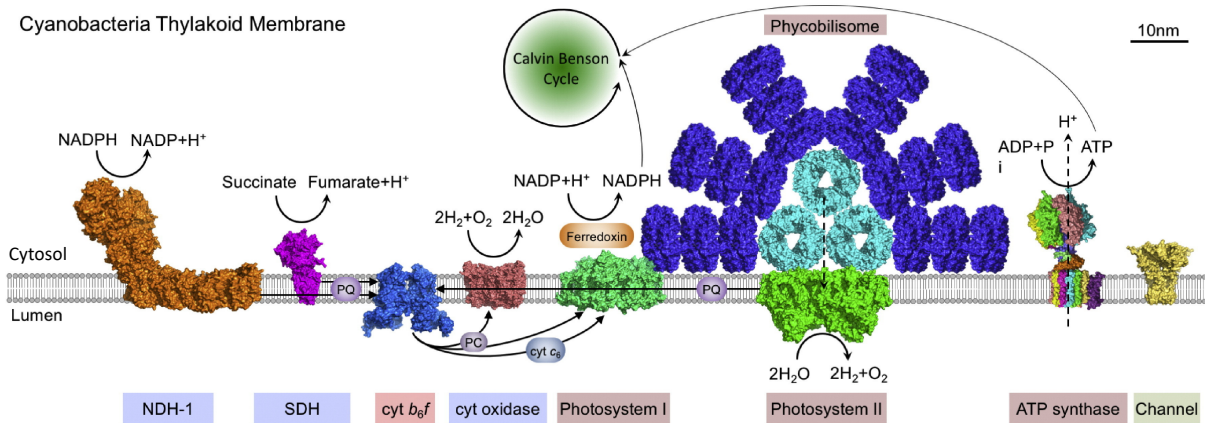 Cyanobacteria Thylakoid Membrane
Phycobilisome
10nm
Calvin Benson
Cycle
NADPH NADP+H⁺
Succinate Fumarate+H⁺
2H₂+O₂ 2H₂O
NADP+H⁺ NADPH
Ferredoxin
H⁺
ADP+P ATP
i
Cytosol
Lumen
PQ
PQ
PC
cyt c₆
2H₂O 2H₂+O₂
NDH-1
SDH
cyt b₆f
cyt oxidase
Photosystem I
Photosystem II
ATP synthase
Channel